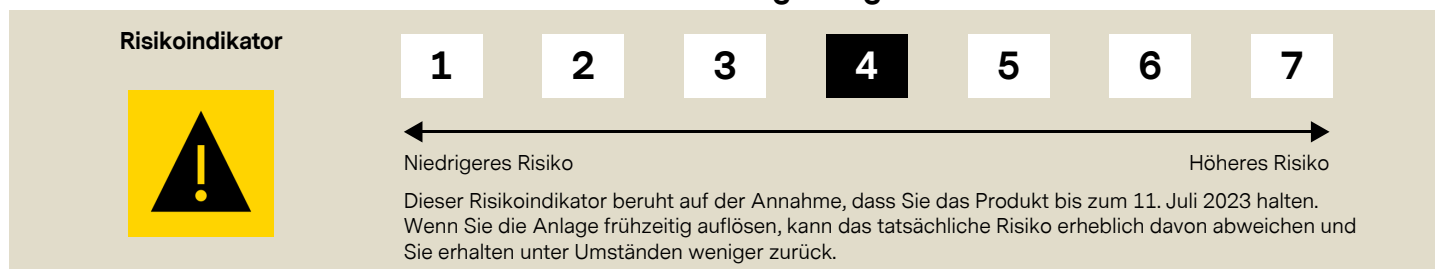 Risikoindikator
1 2 3 4 5 6 7
Niedrigeres Risiko Höheres Risiko
Dieser Risikoindikator beruht auf der Annahme, dass Sie das Produkt bis zum 11. Juli 2023 halten.
Wenn Sie die Anlage frühzeitig auflösen, kann das tatsächliche Risiko erheblich davon abweichen und
Sie erhalten unter Umständen weniger zurück.